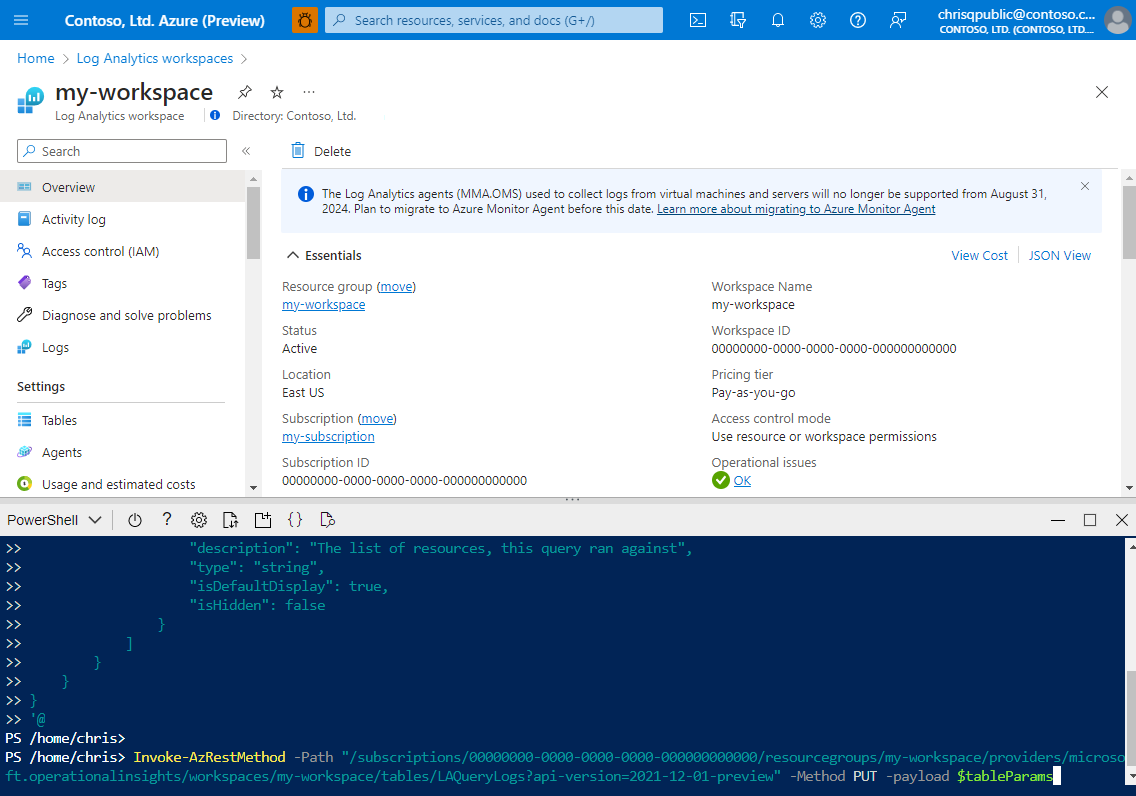 Contoso, Ltd. Azure (Preview)
Search resources, services, and docs (G+/)
chrisqpublic@contoso.c...
CONTOSO, LTD. (CONTOSO, LTD....
Home > Log Analytics workspaces >
my-workspace
...
Log Analytics workspace
Directory: Contoso, Ltd.
Search
«
Delete
Overview
Activity log
Access control (IAM)
Tags
Diagnose and solve problems
Logs
Settings
Tables
Agents
Usage and estimated costs
The Log Analytics agents (MMA.OMS) used to collect logs from virtual machines and servers will no longer be supported from August 31,
2024. Plan to migrate to Azure Monitor Agent before this date. Learn more about migrating to Azure Monitor Agent
Essentials
View Cost
JSON View
Resource group (move)
my-workspace
Status
Active
Location
East US
Subscription (move)
my-subscription
Subscription ID
00000000-0000-0000-0000-000000000000
Workspace Name
my-workspace
Workspace ID
00000000-0000-0000-0000-000000000000
Pricing tier
Pay-as-you-go
Access control mode
Use resource or workspace permissions
Operational issues
OK
PowerShell
?
{}
>> "description": "The list of resources, this query ran against",
>> "type": "string",
>> "isDefaultDisplay": true,
>> "isHidden": false
>> }
>> ]
>> }
>> }
>> }
>> '@
PS /home/chris>
PS /home/chris> Invoke-AzRestMethod -Path "/subscriptions/00000000-0000-0000-0000-000000000000/resourcegroups/my-workspace/providers/microso
ft.operationalinsights/workspaces/my-workspace/tables/LAQueryLogs?api-version=2021-12-01-preview" -Method PUT -payload $tableParams